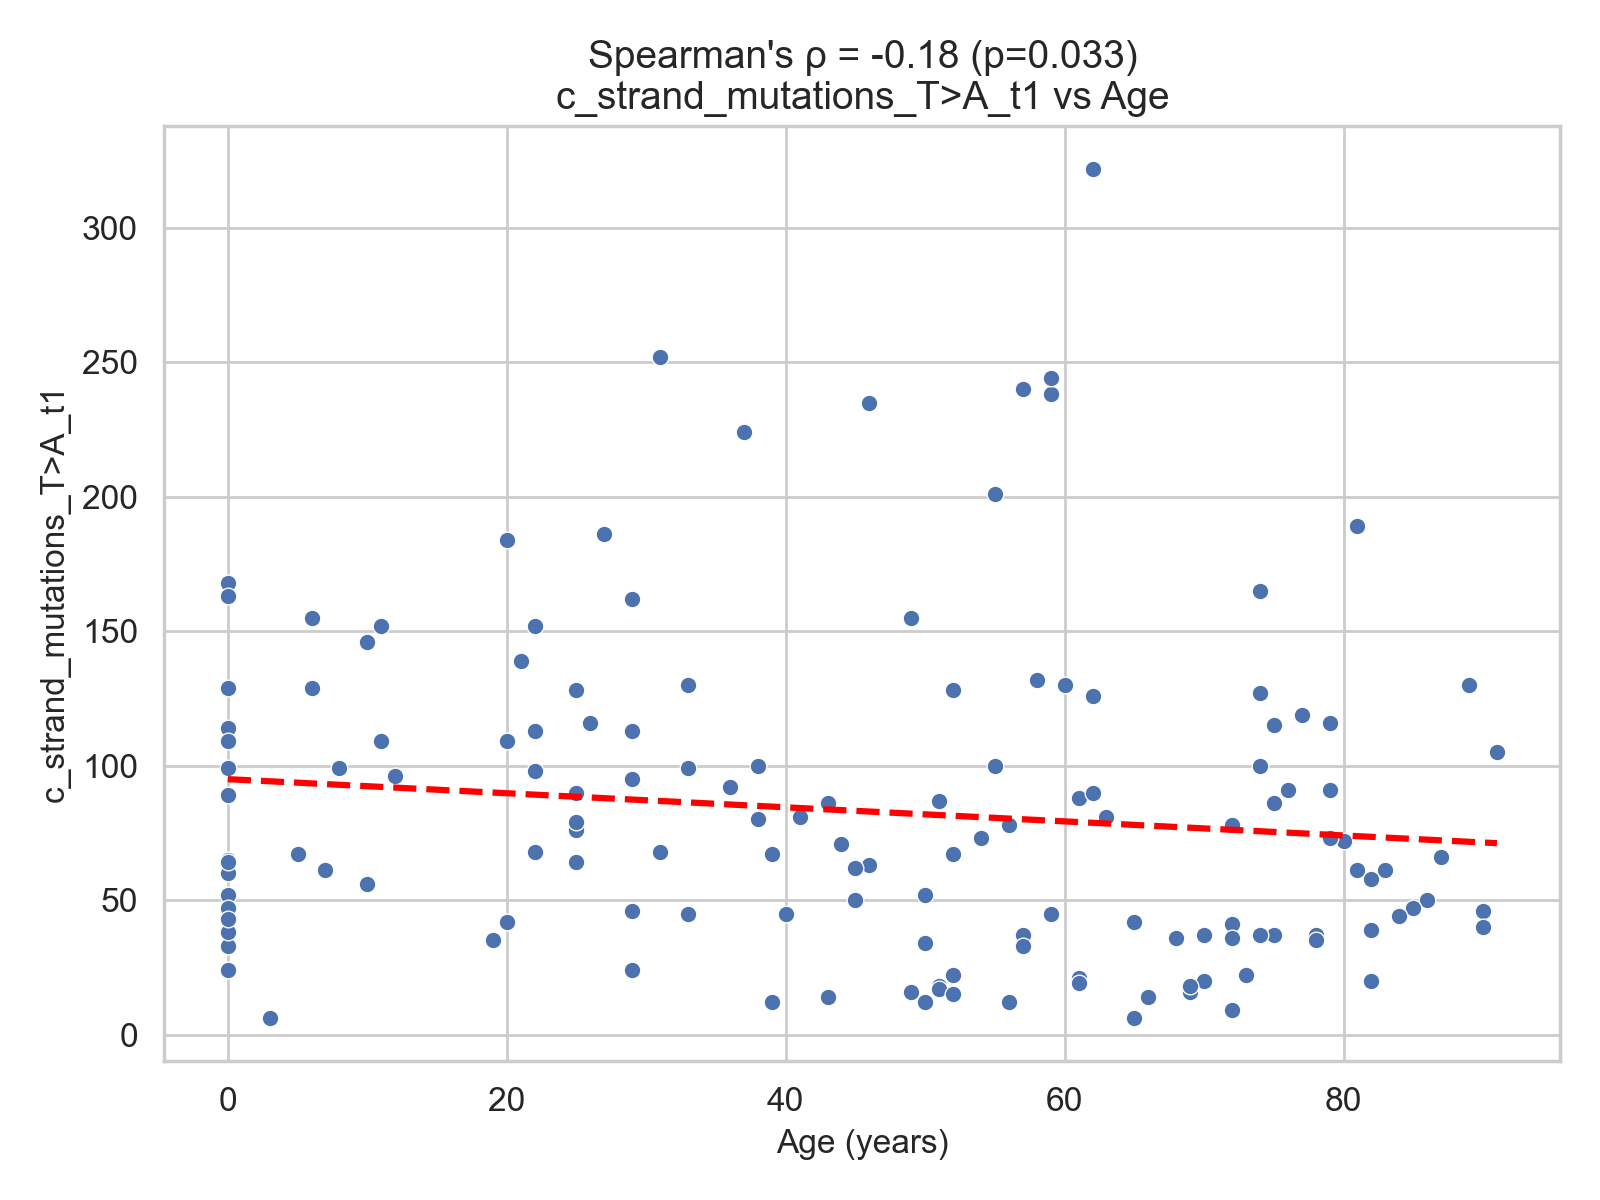 Spearman's ρ = -0.18 (p=0.033)
c_strand_mutations_T>A_t1 vs Age
c_strand_mutations_T>A_t1
300
250
200
150
100
50
0
0 20 40 60 80
Age (years)